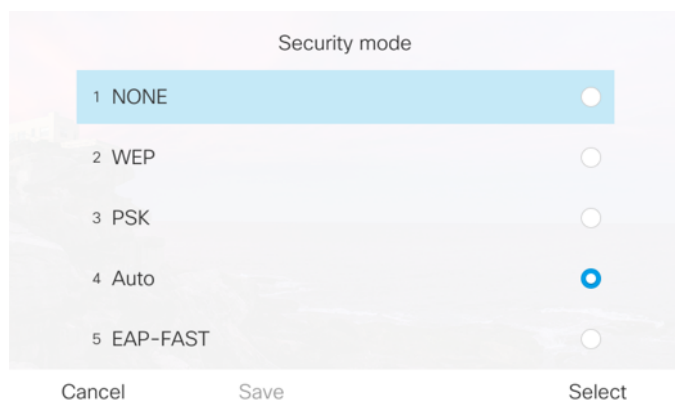 Security mode
1 NONE
2 WEP
3 PSK
4 Auto
5 EAP-FAST
Cancel Save Select